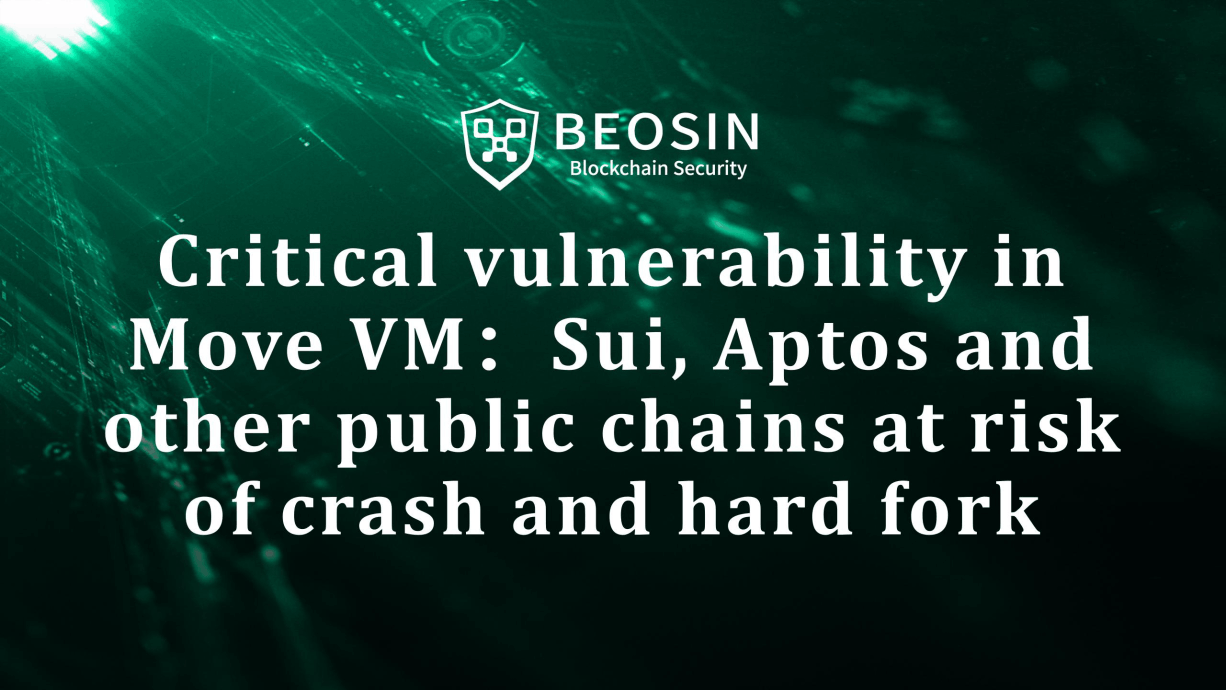 BEOSIN
Blockchain Security
Critical vulnerability in
Move VM： Sui, Aptos and
other public chains at risk
of crash and hard fork